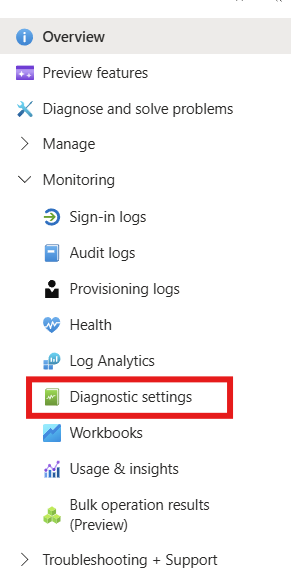 Overview
Preview features
Diagnose and solve problems
Manage
Monitoring
Sign-in logs
Audit logs
Provisioning logs
Health
Log Analytics
Diagnostic settings
Workbooks
Usage & insights
Bulk operation results
(Preview)
Troubleshooting + Support